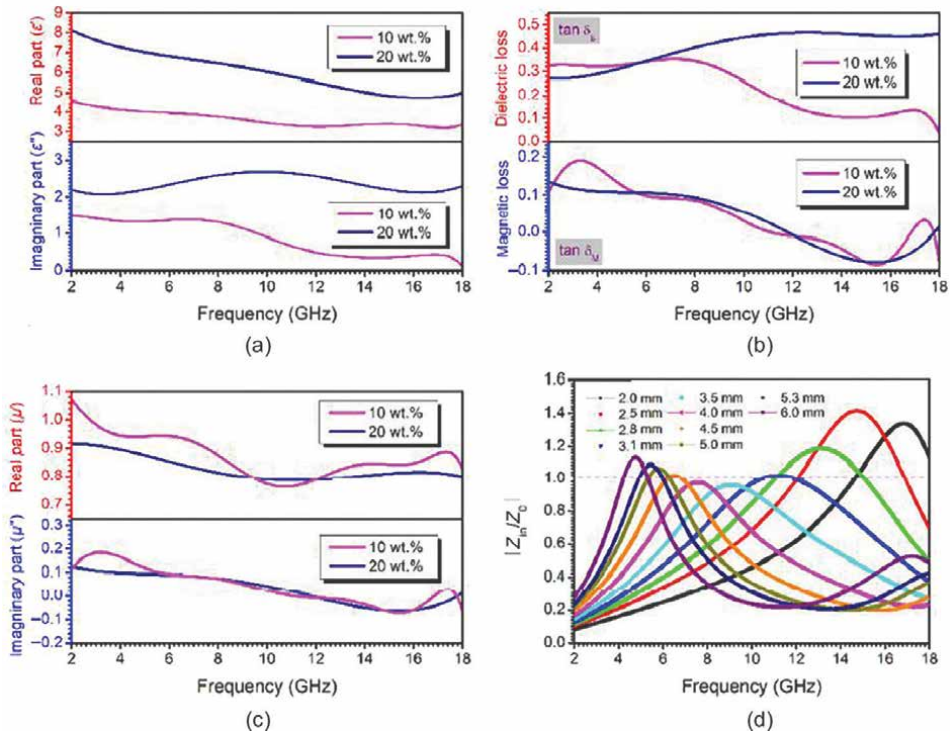 9
8
7
6
5
4
3
Real part (ε′)
10 wt.%
20 wt.%
3
2
1
0
Imagninary part (ε″)
10 wt.%
20 wt.%
2 4 6 8 10 12 14 16 18
Frequency (GHz)
(a)
0.5
0.4
0.3
0.2
0.1
0.0
Dielectric loss
tan δε
10 wt.%
20 wt.%
0.2
0.1
0.0
−0.1
Magnetic loss
10 wt.%
20 wt.%
tan δM
2 4 6 8 10 12 14 16 18
Frequency (GHz)
(b)
1.1
1.0
0.9
0.8
0.7
Real part (μ′)
10 wt.%
20 wt.%
0.3
0.2
0.1
0.0
−0.1
−0.2
Imagninary part (μ″)
10 wt.%
20 wt.%
2 4 6 8 10 12 14 16 18
Frequency (GHz)
(c)
1.6
1.4
1.2
1.0
0.8
0.6
0.4
0.2
0.0
|Zin/Z0|
2.0 mm 3.5 mm 5.3 mm
2.5 mm 4.0 mm 6.0 mm
2.8 mm 4.5 mm
3.1 mm 5.0 mm
2 4 6 8 10 12 14 16 18
Frequency (GHz)
(d)